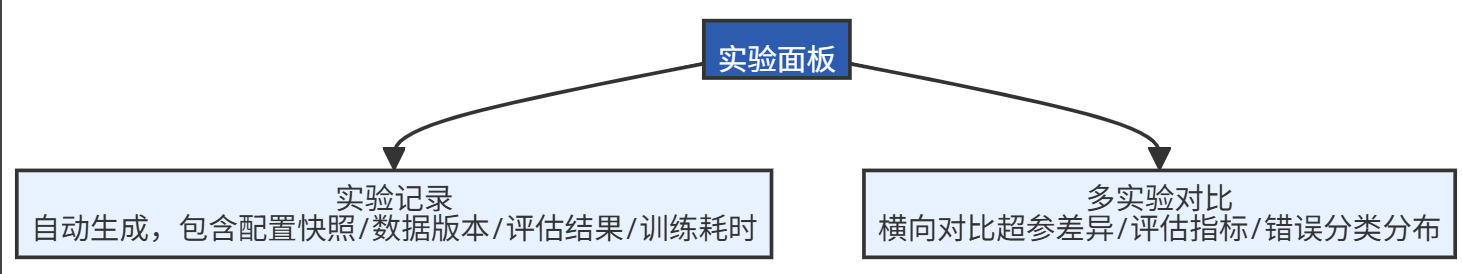 实验面板
实验记录
自动生成，包含配置快照/数据版本/评估结果/训练耗时
多实验对比
横向对比超参差异/评估指标/错误分类分布